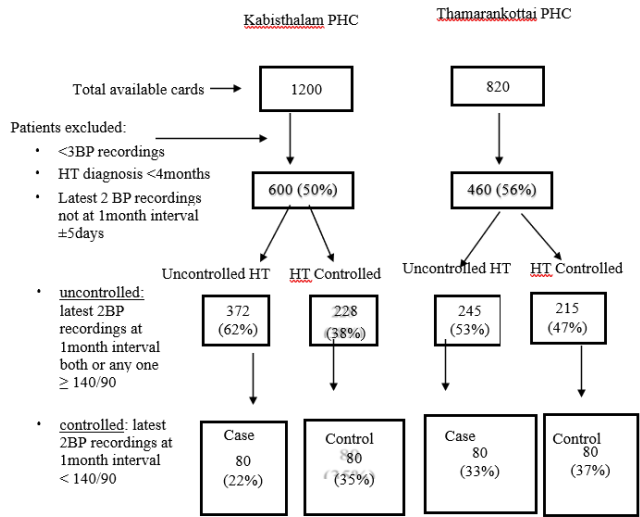 Kabisthalam PHC
Thamarankottai PHC
Total available cards
1200
820
Patients excluded:
• <3BP recordings
• HT diagnosis <4months
• Latest 2 BP recordings
not at 1month interval
±5days
600 (50%)
460 (56%)
Uncontrolled HT
HT Controlled
Uncontrolled HT
HT Controlled
• uncontrolled:
latest 2BP
recordings at
1month interval
both or any one
≥ 140/90
372
(62%)
228
(38%)
245
(53%)
215
(47%)
• controlled: latest
2BP recordings at
1month interval
< 140/90
Case
80
(22%)
Control
80
(35%)
Case
80
(33%)
Control
80
(37%)